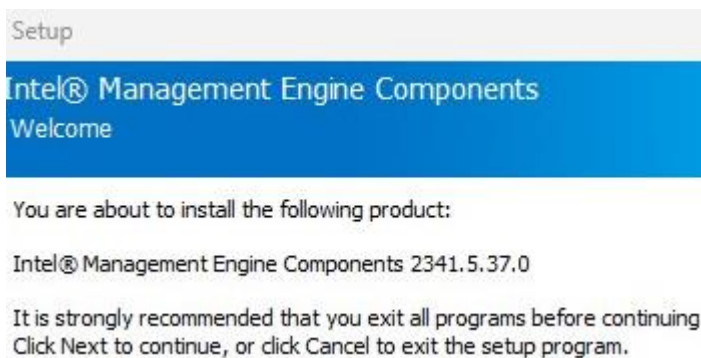 Setup
Intel® Management Engine Components
Welcome
You are about to install the following product:
Intel® Management Engine Components 2341.5.37.0
It is strongly recommended that you exit all programs before continuing
Click Next to continue, or click Cancel to exit the setup program.